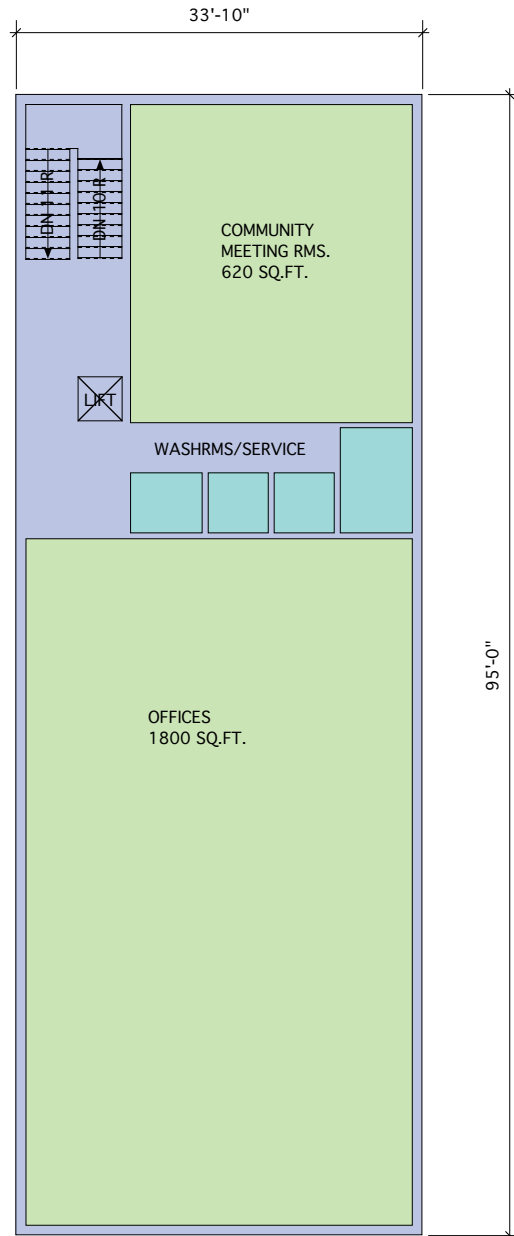 33'-10"
DN 11 R
DN 10 R
COMMUNITY
MEETING RMS.
620 SQ.FT.
LIFT
WASHRMS/SERVICE
95'-0"
OFFICES
1800 SQ.FT.